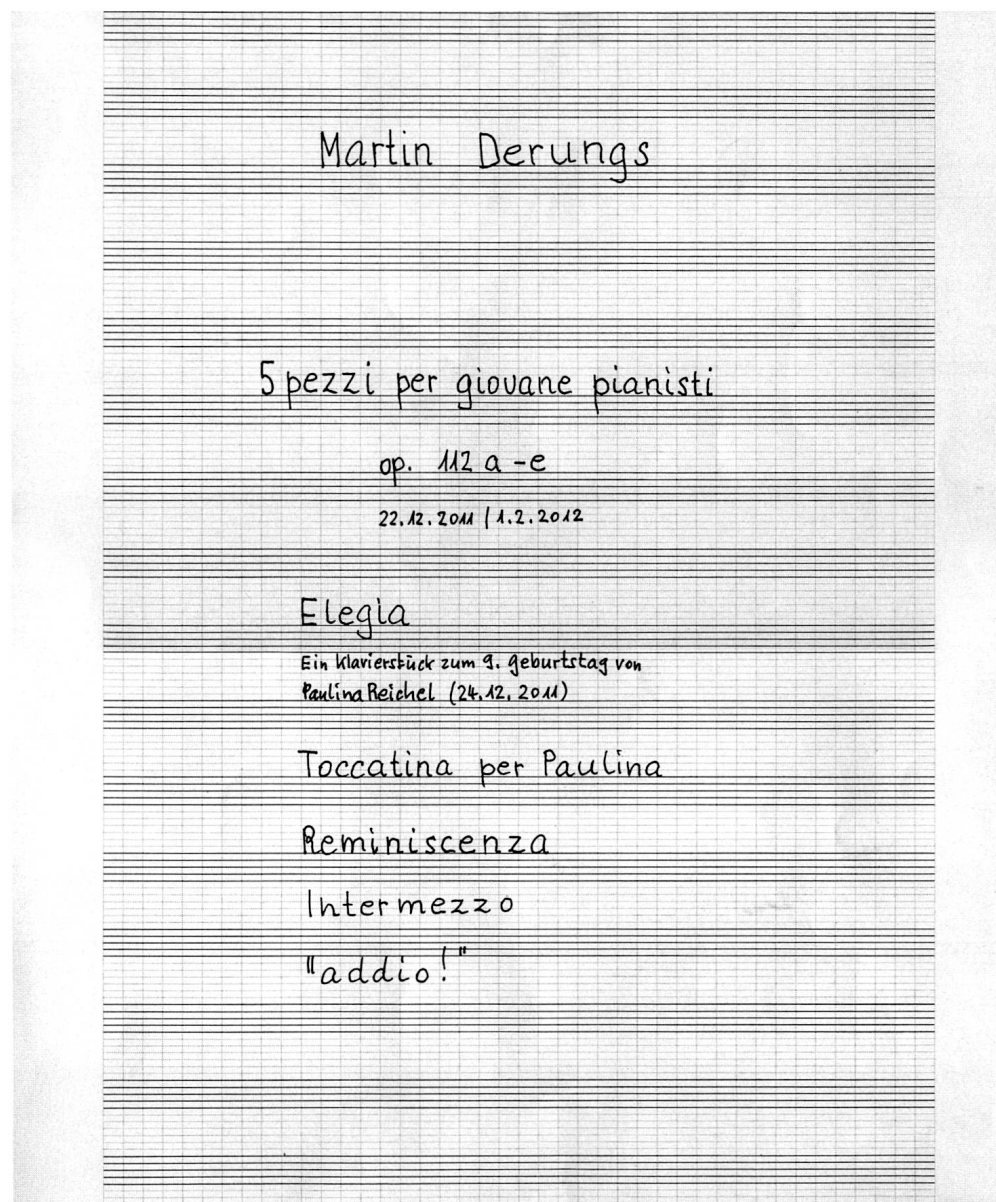 Martin Derungs
5 pezzi per giovane pianisti
op. 112 a - e
22.12.2011 | 1.2.2012
Elegia
Ein Klavierstück zum 9. Geburtstag von
Paulina Reichel (24.12.2011)
Toccatina per Paulina
Reminiscenza
Intermezzo
"addio!"